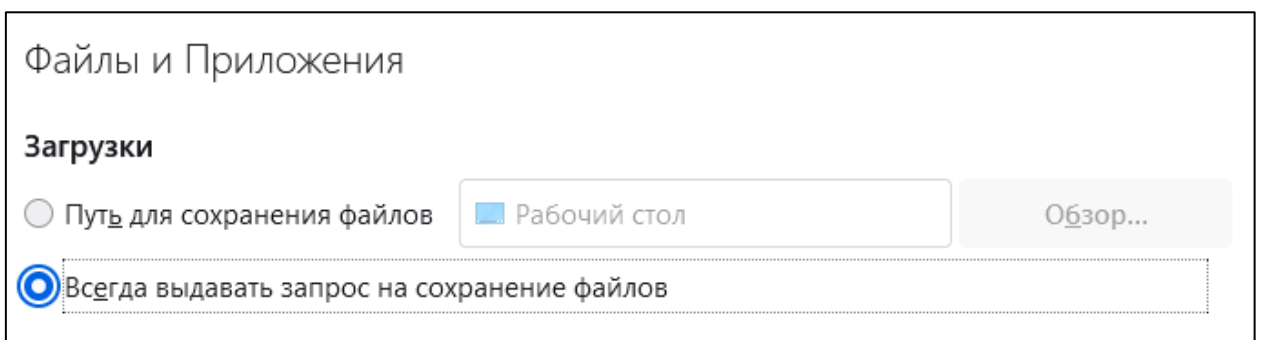 Файлы и Приложения
Загрузки
Путь для сохранения файлов Рабочий стол Обзор...
Всегда выдавать запрос на сохранение файлов